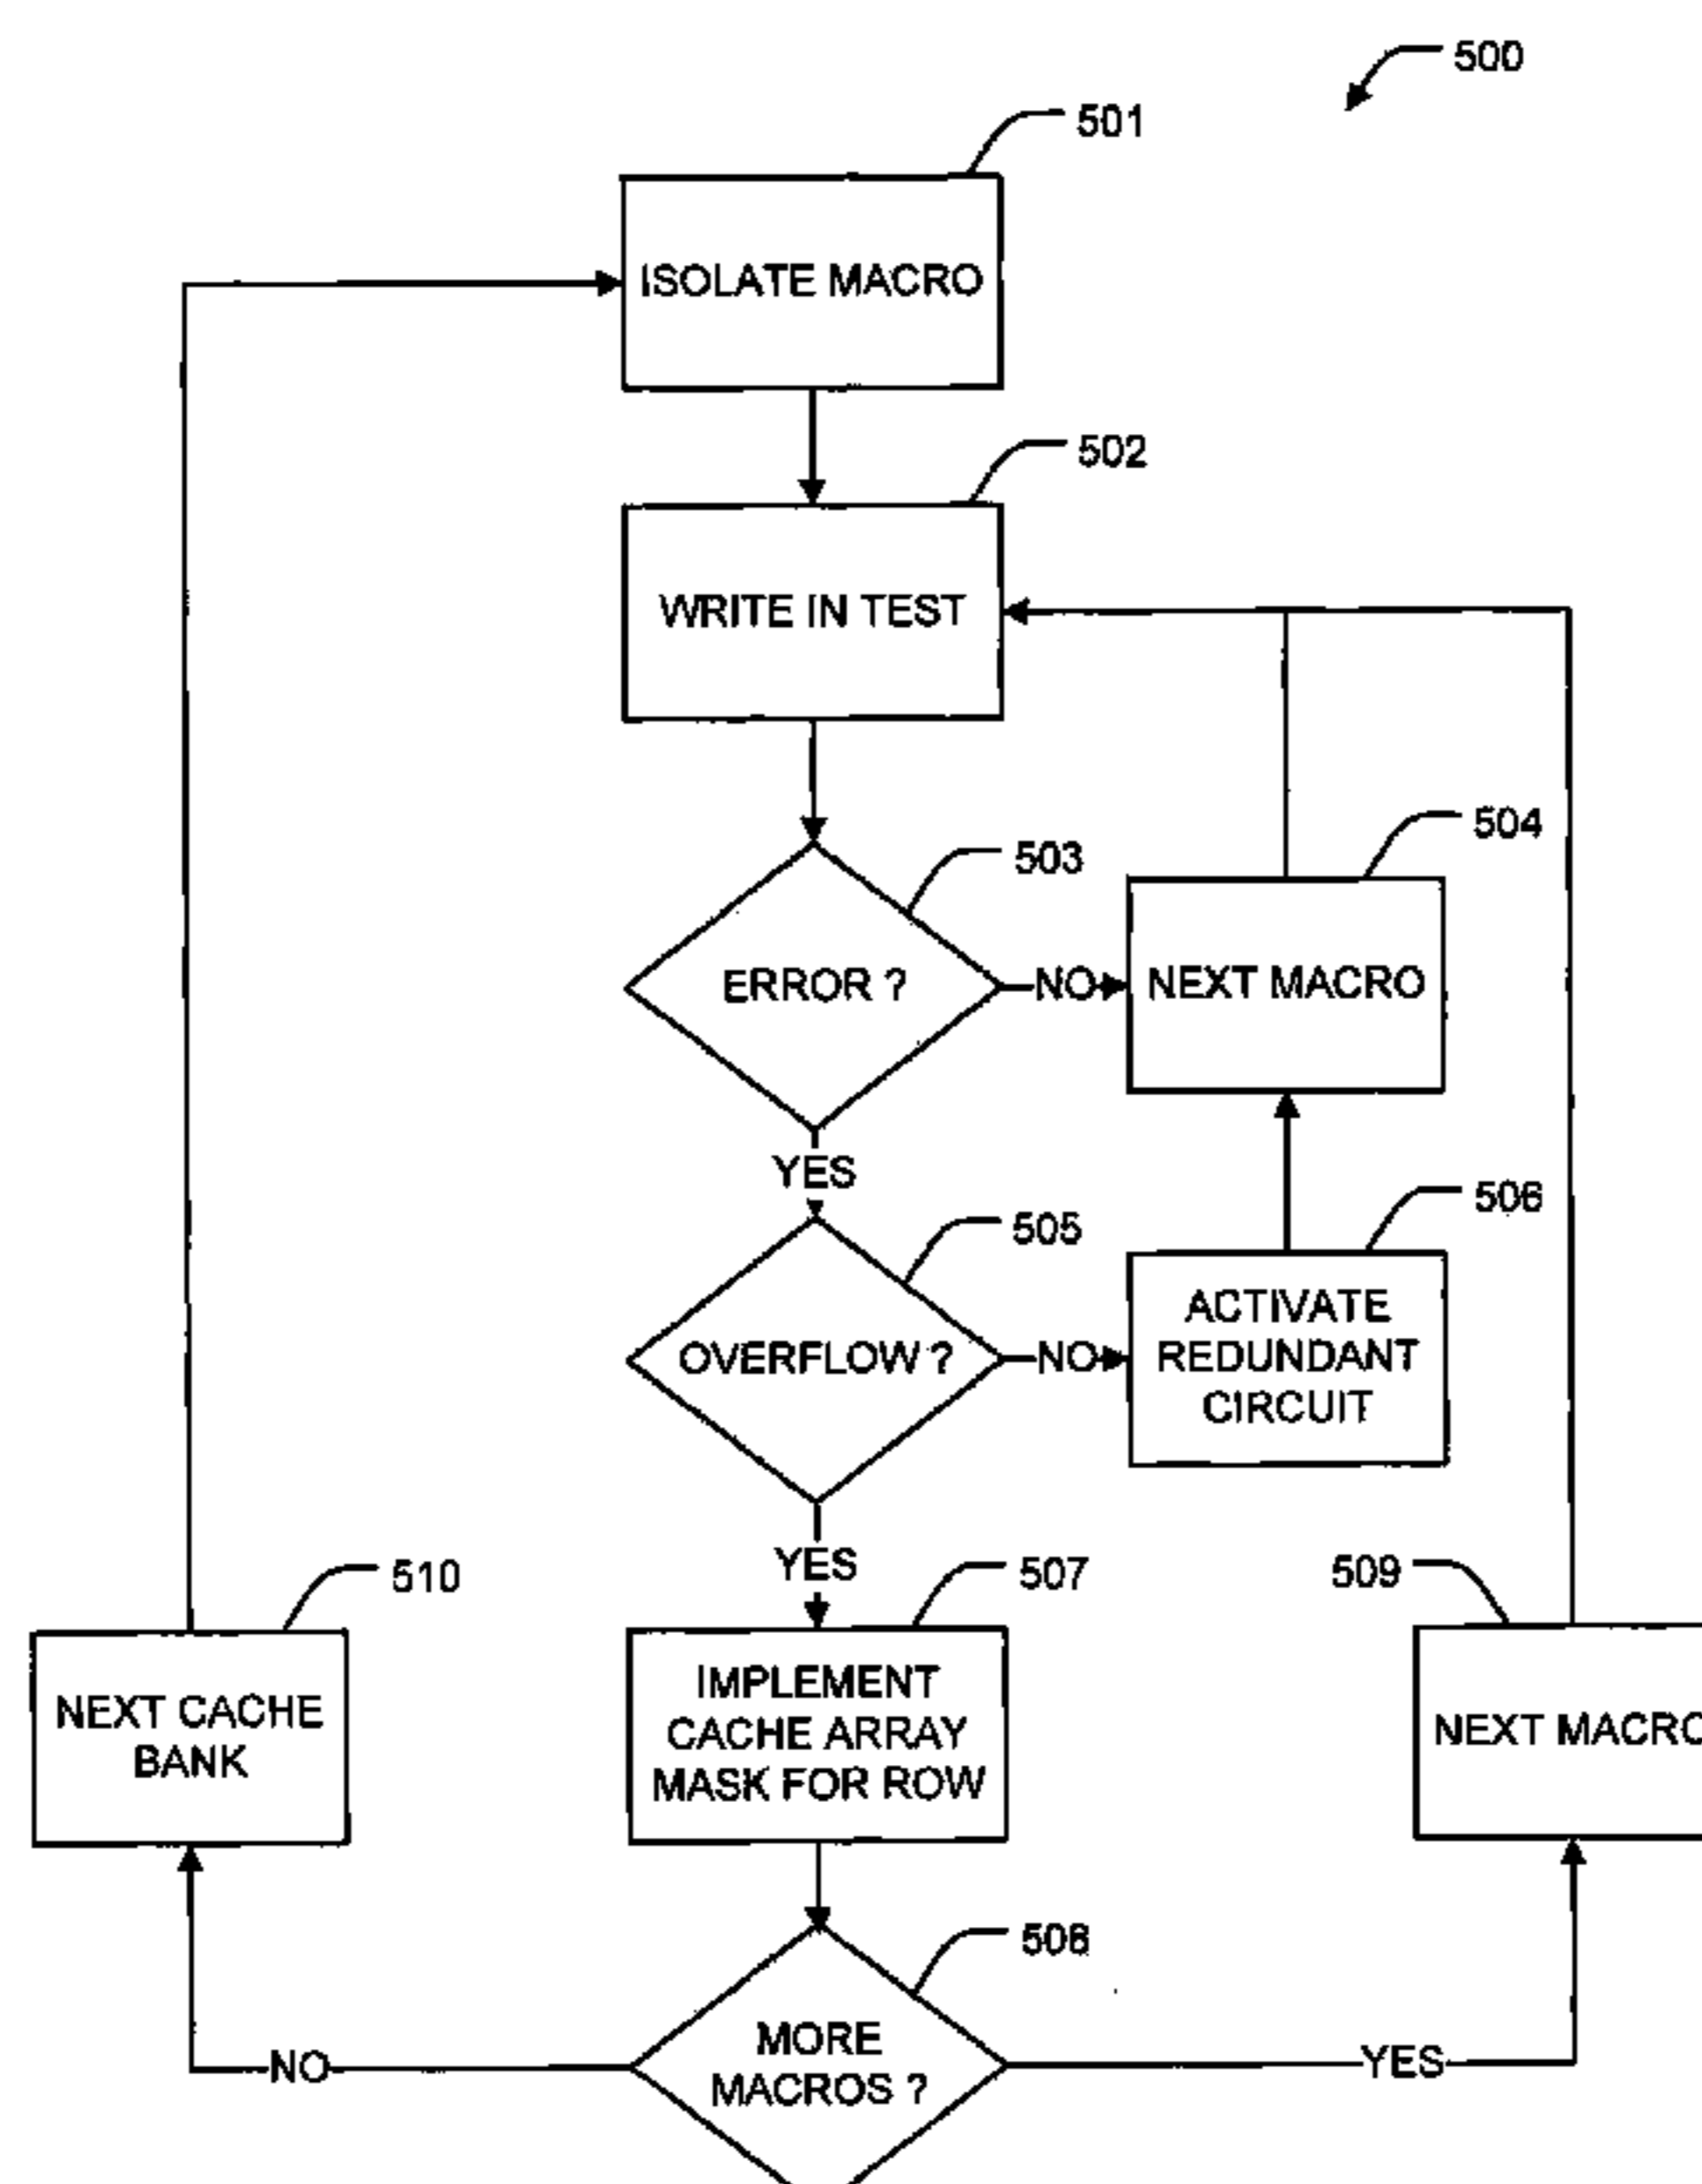 500
501
ISOLATE MACRO
502
WRITE IN TEST
503
504
ERROR ?
NO
NEXT MACRO
YES
505
506
OVERFLOW ?
NO
ACTIVATE
REDUNDANT
CIRCUIT
YES
510
507
509
NEXT CACHE
BANK
IMPLEMENT
CACHE ARRAY
MASK FOR ROW
NEXT MACRO
508
MORE
MACROS ?
NO
YES